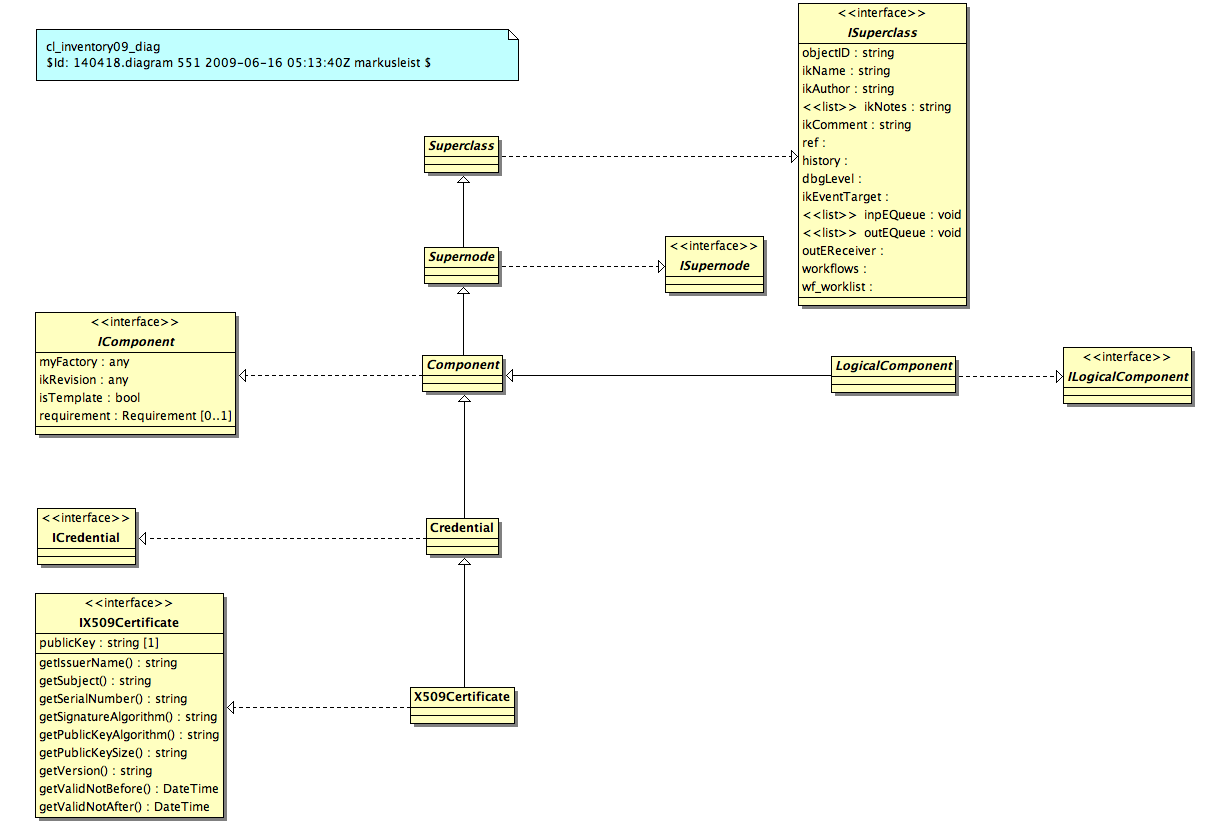 cl_inventory09_diag
$Id: 140418.diagram 551 2009-06-16 05:13:40Z markusleist $
<<interface>>
ISuperclass
objectID : string
ikName : string
ikAuthor : string
<<list>> ikNotes : string
ikComment : string
ref :
history :
dbgLevel :
ikEventTarget :
<<list>> inpEQueue : void
<<list>> outEQueue : void
outEReceiver :
workflows :
wf_worklist :
Superclass
Supernode
<<interface>>
ISupernode
<<interface>>
IComponent
myFactory : any
ikRevision : any
isTemplate : bool
requirement : Requirement [0..1]
Component
LogicalComponent
<<interface>>
ILogicalComponent
<<interface>>
ICredential
Credential
<<interface>>
IX509Certificate
publicKey : string [1]
getIssuerName() : string
getSubject() : string
getSerialNumber() : string
getSignatureAlgorithm() : string
getPublicKeyAlgorithm() : string
getPublicKeySize() : string
getVersion() : string
getValidNotBefore() : DateTime
getValidNotAfter() : DateTime
X509Certificate